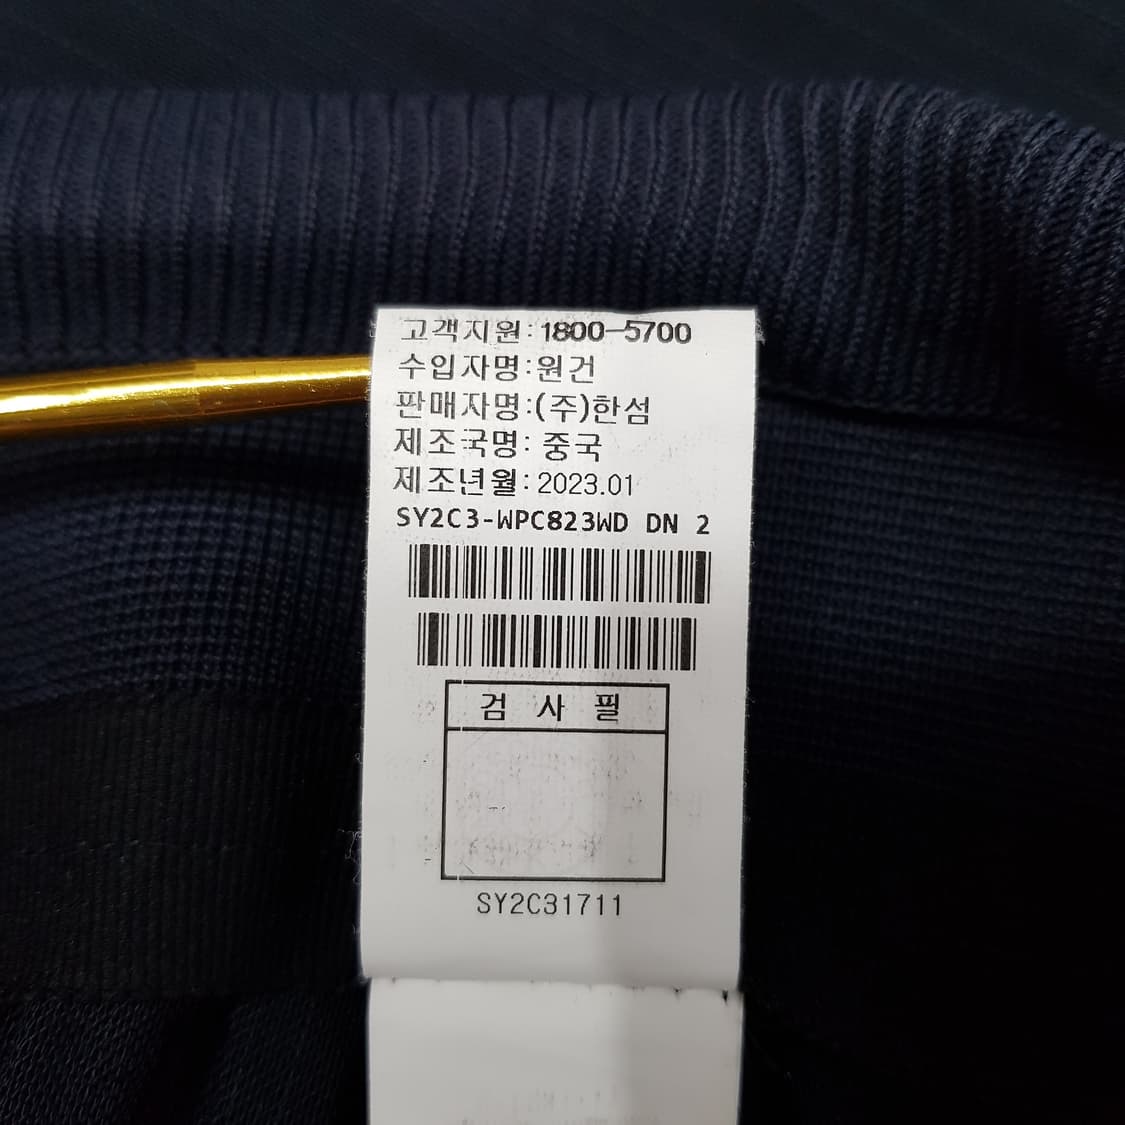 고객지원:1800-5700
수입자명:원건
판매자명:(주)한섬
제조국명: 중국
제조년월:2023.01
SY2C3-WPC823WD DN 2
검 사 필
SY2C31711